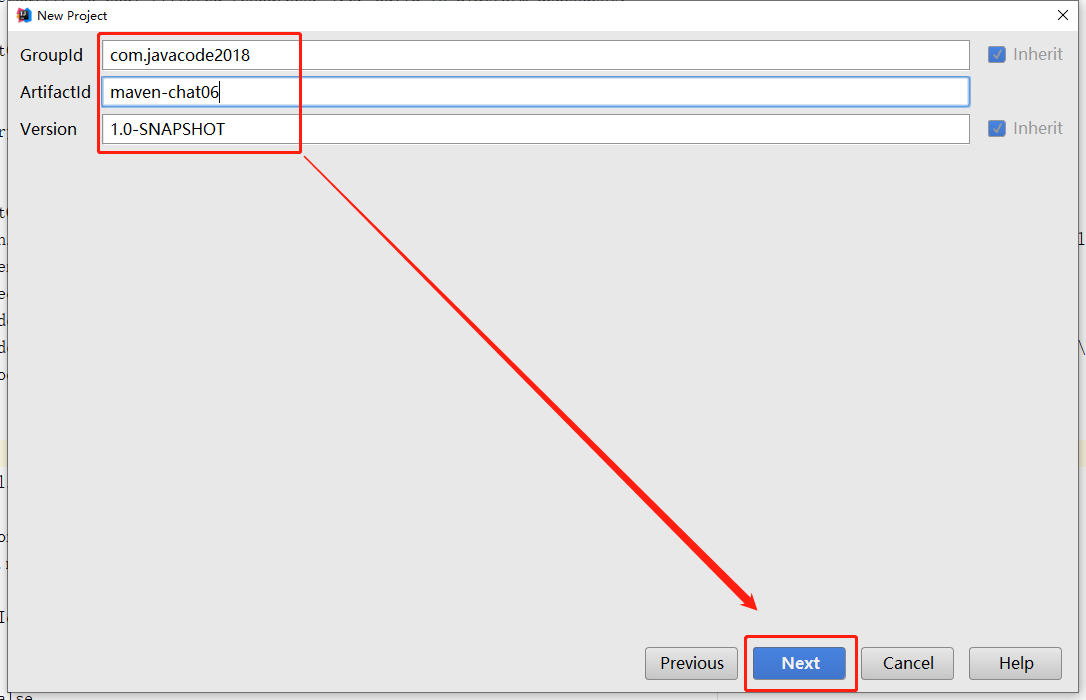 New Project
GroupId com.javacode2018 Inherit
ArtifactId maven-chat06
Version 1.0-SNAPSHOT Inherit
Previous Next Cancel Help